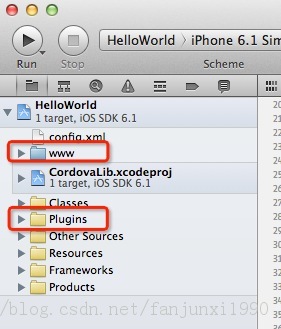 Run
Stop
HelloWorld
iPhone 6.1 Sim
Scheme
HelloWorld
1 target, iOS SDK 6.1
config.xml
www
CordovaLib.xcodeproj
1 target, iOS SDK 6.1
Classes
Plugins
Other Sources
Resources
Frameworks
Products
20
21
22
23
24
25
26
27
28
29
30
31
32
33
34
35
/blog.csdn.net/fanjunxi1990